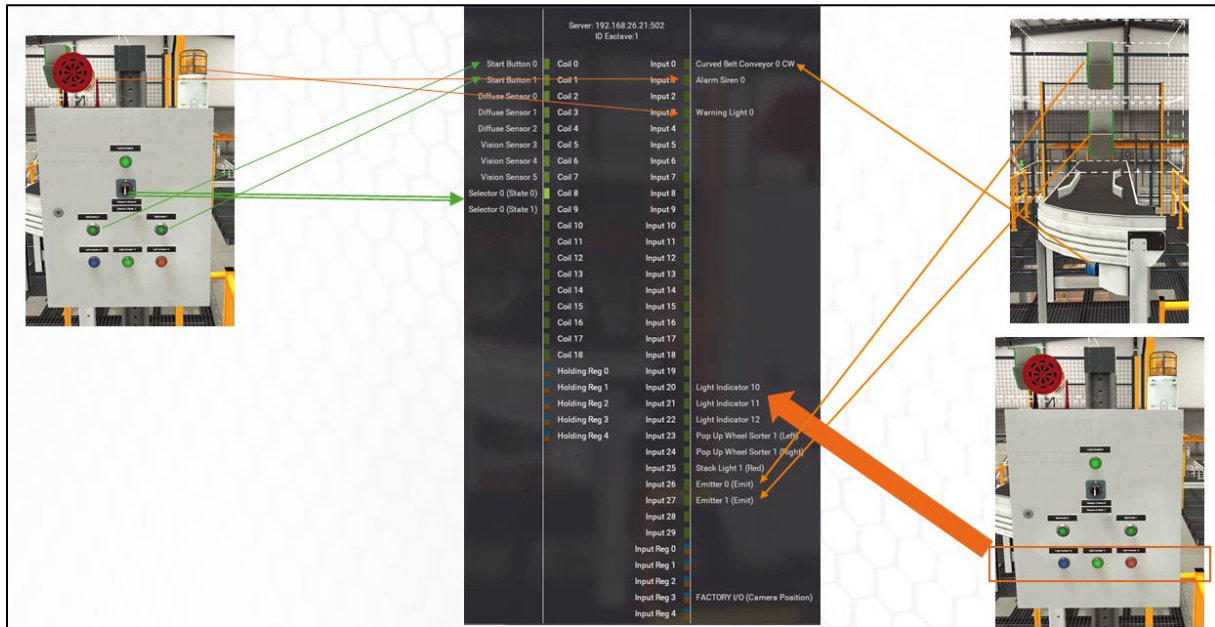 Server: 192.168.26.21:502
ID Esclave:1
Start Button 0 Coil 0 Input 0 Curved Belt Conveyor 0 CW
Start Button 1 Coil 1 Input Alarm Siren 0
Diffuse Sensor 0 Coil 2 Input 2
Diffuse Sensor 1 Coil 3 Input 3 Warning Light 0
Diffuse Sensor 2 Coil 4 Input 4
Vision Sensor 3 Coil 5 Input 5
Vision Sensor 4 Coil 6 Input 6
Vision Sensor 5 Coil 7 Input 7
Selector 0 (State 0) Coil 8 Input 8
Selector 0 (State 1) Coil 9 Input 9
Coil 10 Input 10
Coil 11 Input 11
Coil 12 Input 12
Coil 13 Input 13
Coil 14 Input 14
Coil 15 Input 15
Coil 16 Input 16
Coil 17 Input 17
Coil 18 Input 18
Holding Reg 0 Input 19
Holding Reg 1 Input 20 Light Indicator 10
Holding Reg 2 Input 21 Light Indicator 11
Holding Reg 3 Input 22 Light Indicator 12
Holding Reg 4 Input 23 Pop Up Wheel Sorter 1 (Left)
Input 24 Pop Up Wheel Sorter 1 (Right)
Input 25 Stack Light 1 (Red)
Input 26 Emitter 0 (Emit)
Input 27 Emitter 1 (Emit)
Input 28
Input 29
Input Reg 0
Input Reg 1
Input Reg 2
Input Reg 3 FACTORY I/O (Camera Position)
Input Reg 4